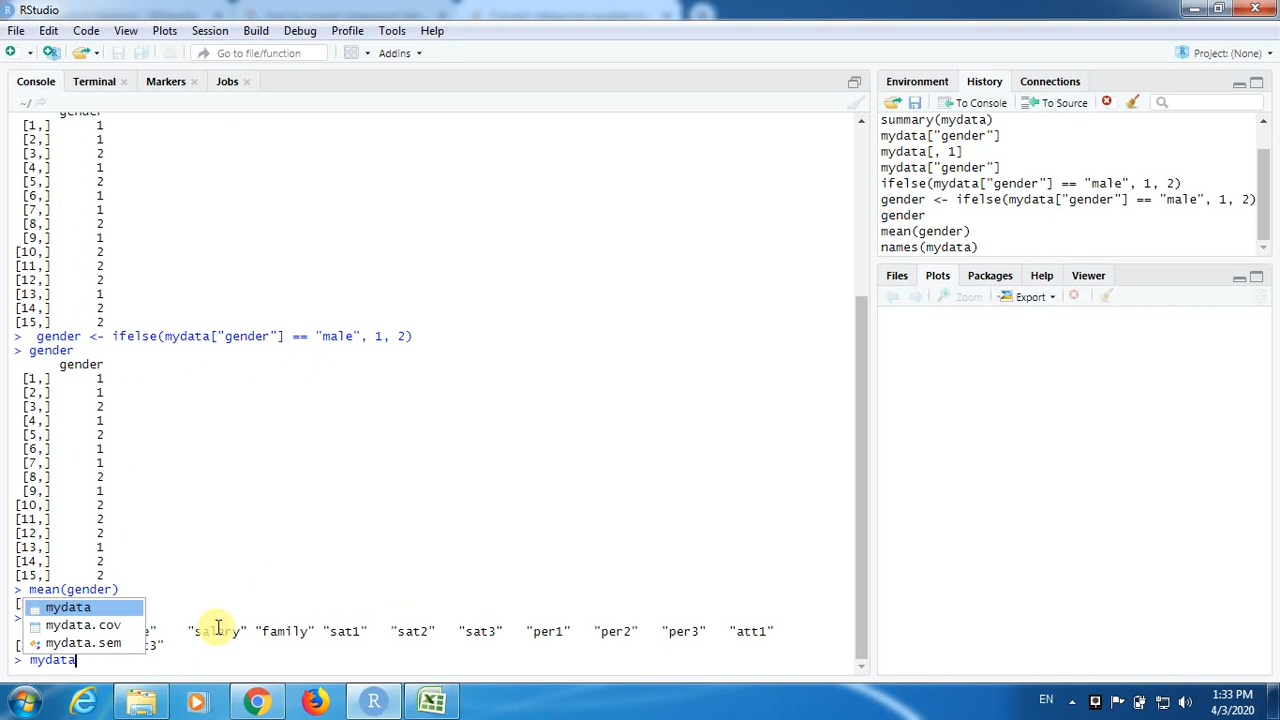 RStudio
File Edit Code View Plots Session Build Debug Profile Tools Help
Go to file/function Addins Project: (None)
Console Terminal Markers Jobs
~/
gender
[1,] 1
[2,] 1
[3,] 2
[4,] 1
[5,] 2
[6,] 1
[7,] 1
[8,] 2
[9,] 1
[10,] 2
[11,] 2
[12,] 2
[13,] 1
[14,] 2
[15,] 2
> gender <- ifelse(mydata["gender"] == "male", 1, 2)
> gender
gender
[1,] 1
[2,] 1
[3,] 2
[4,] 1
[5,] 2
[6,] 1
[7,] 1
[8,] 2
[9,] 1
[10,] 2
[11,] 2
[12,] 2
[13,] 1
[14,] 2
[15,] 2
> mean(gender)
[
>
"salary" "family" "sat1" "sat2" "sat3" "per1" "per2" "per3" "att1"
> mydata
mydata
mydata.cov
mydata.sem
Environment History Connections
To Console To Source
summary(mydata)
mydata["gender"]
mydata[, 1]
mydata["gender"]
ifelse(mydata["gender"] == "male", 1, 2)
gender <- ifelse(mydata["gender"] == "male", 1, 2)
gender
mean(gender)
names(mydata)
Files Plots Packages Help Viewer
Zoom Export
EN
1:33 PM
4/3/2020